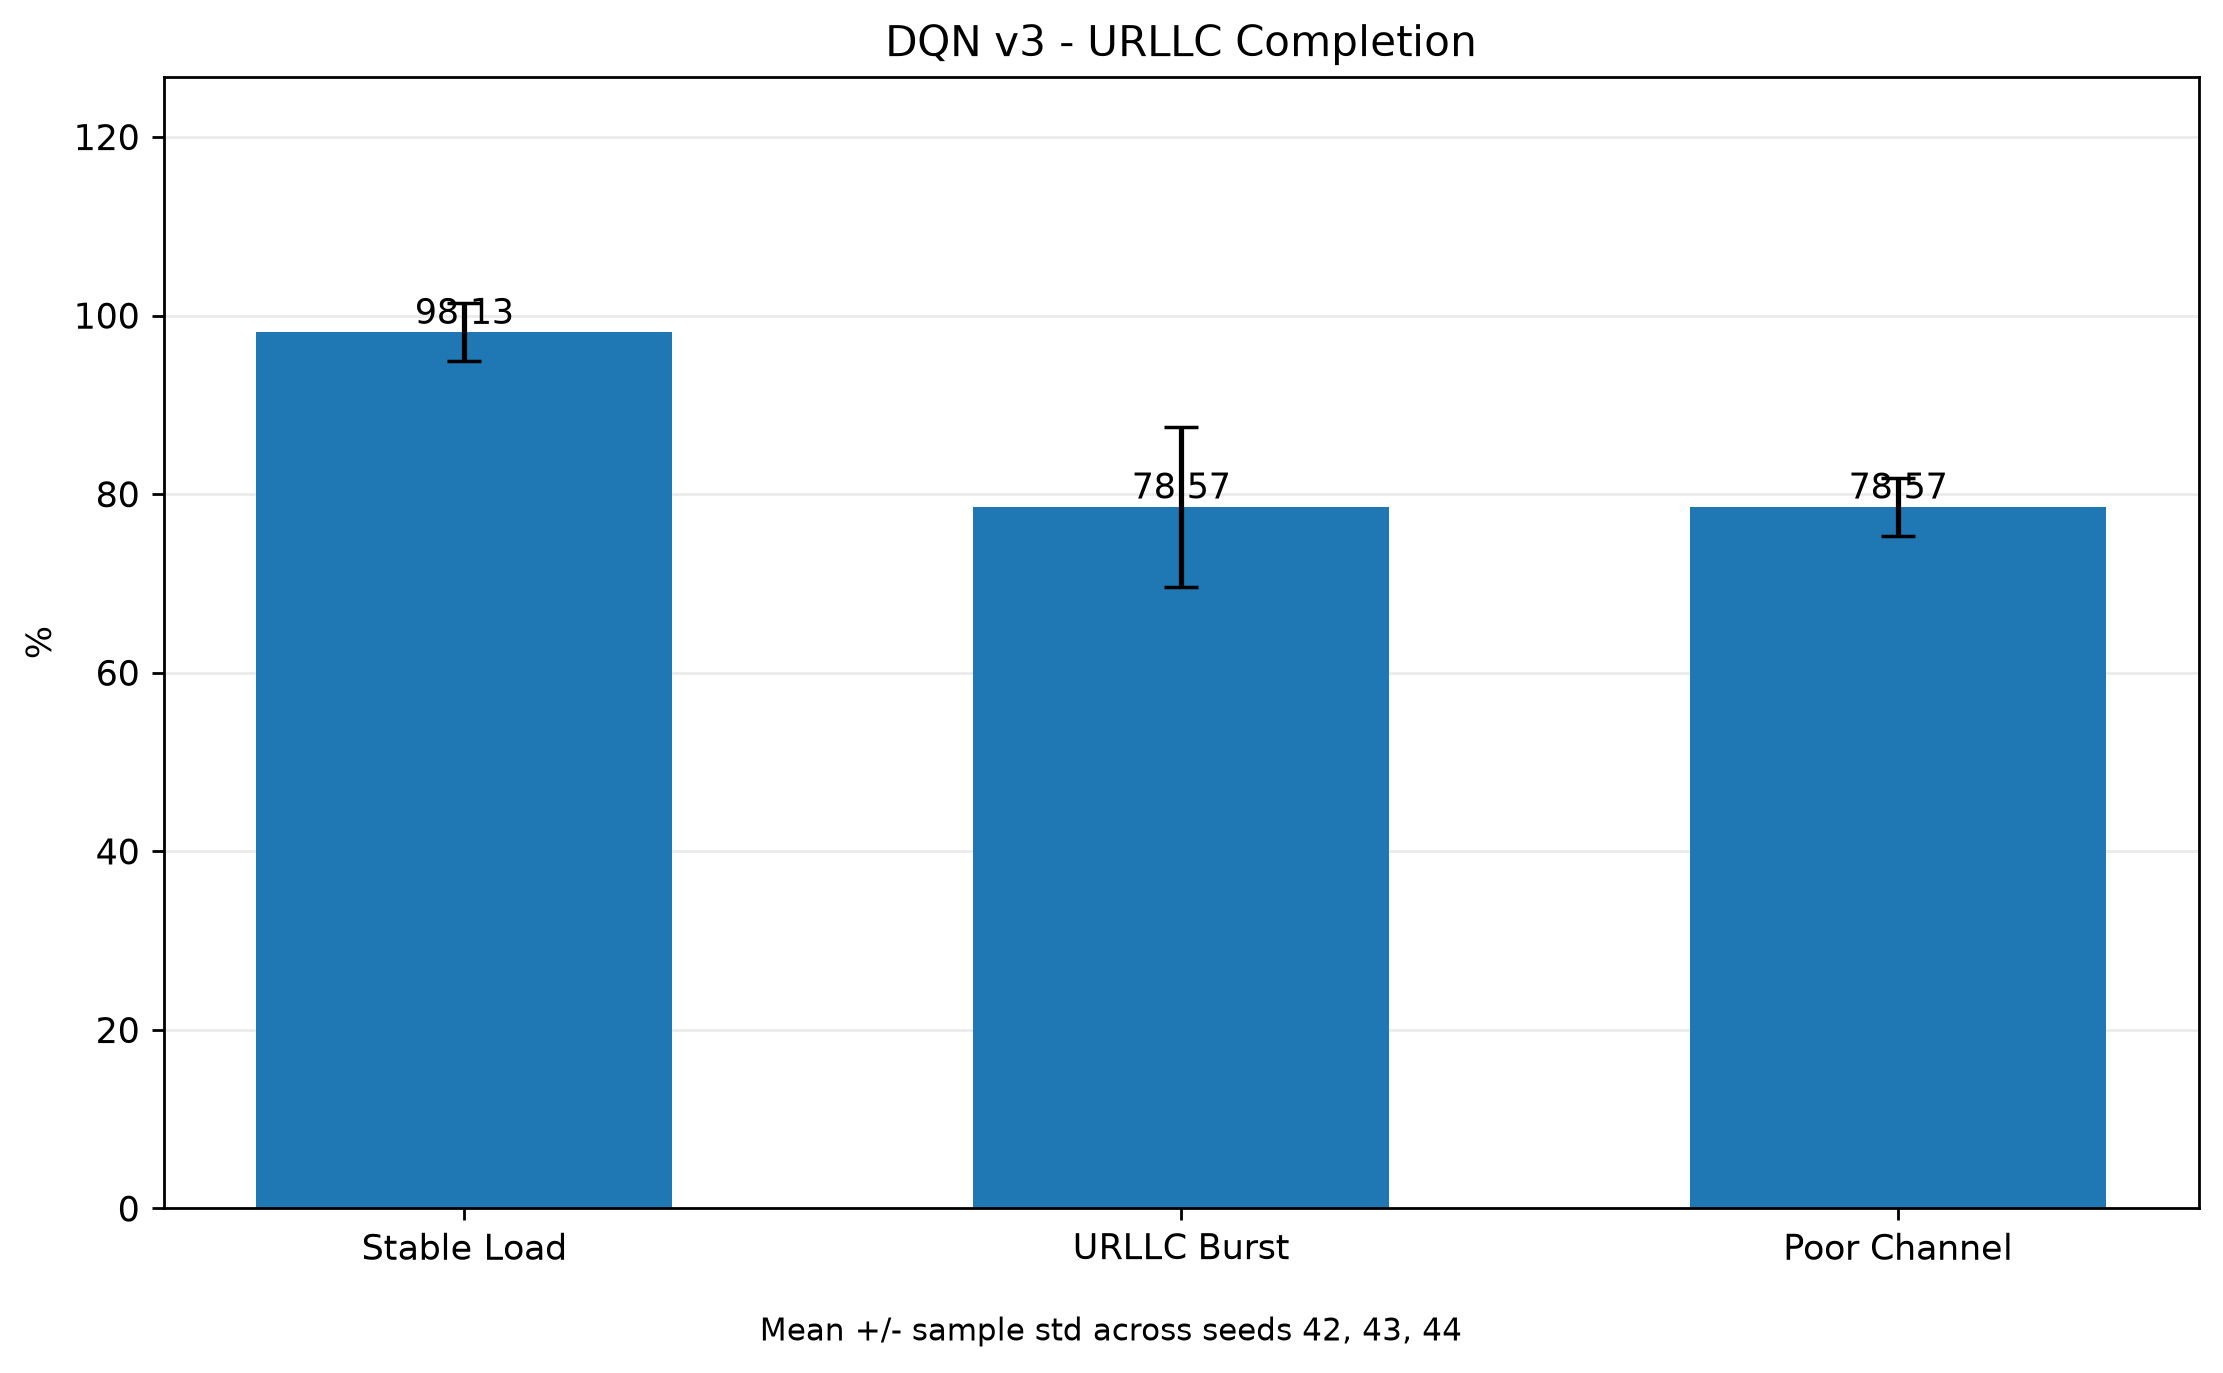 DQN v3 - URLLC Completion
120
100
80
60
40
20
0
%
98.13
78.57
78.57
Stable Load
URLLC Burst
Poor Channel
Mean +/- sample std across seeds 42, 43, 44